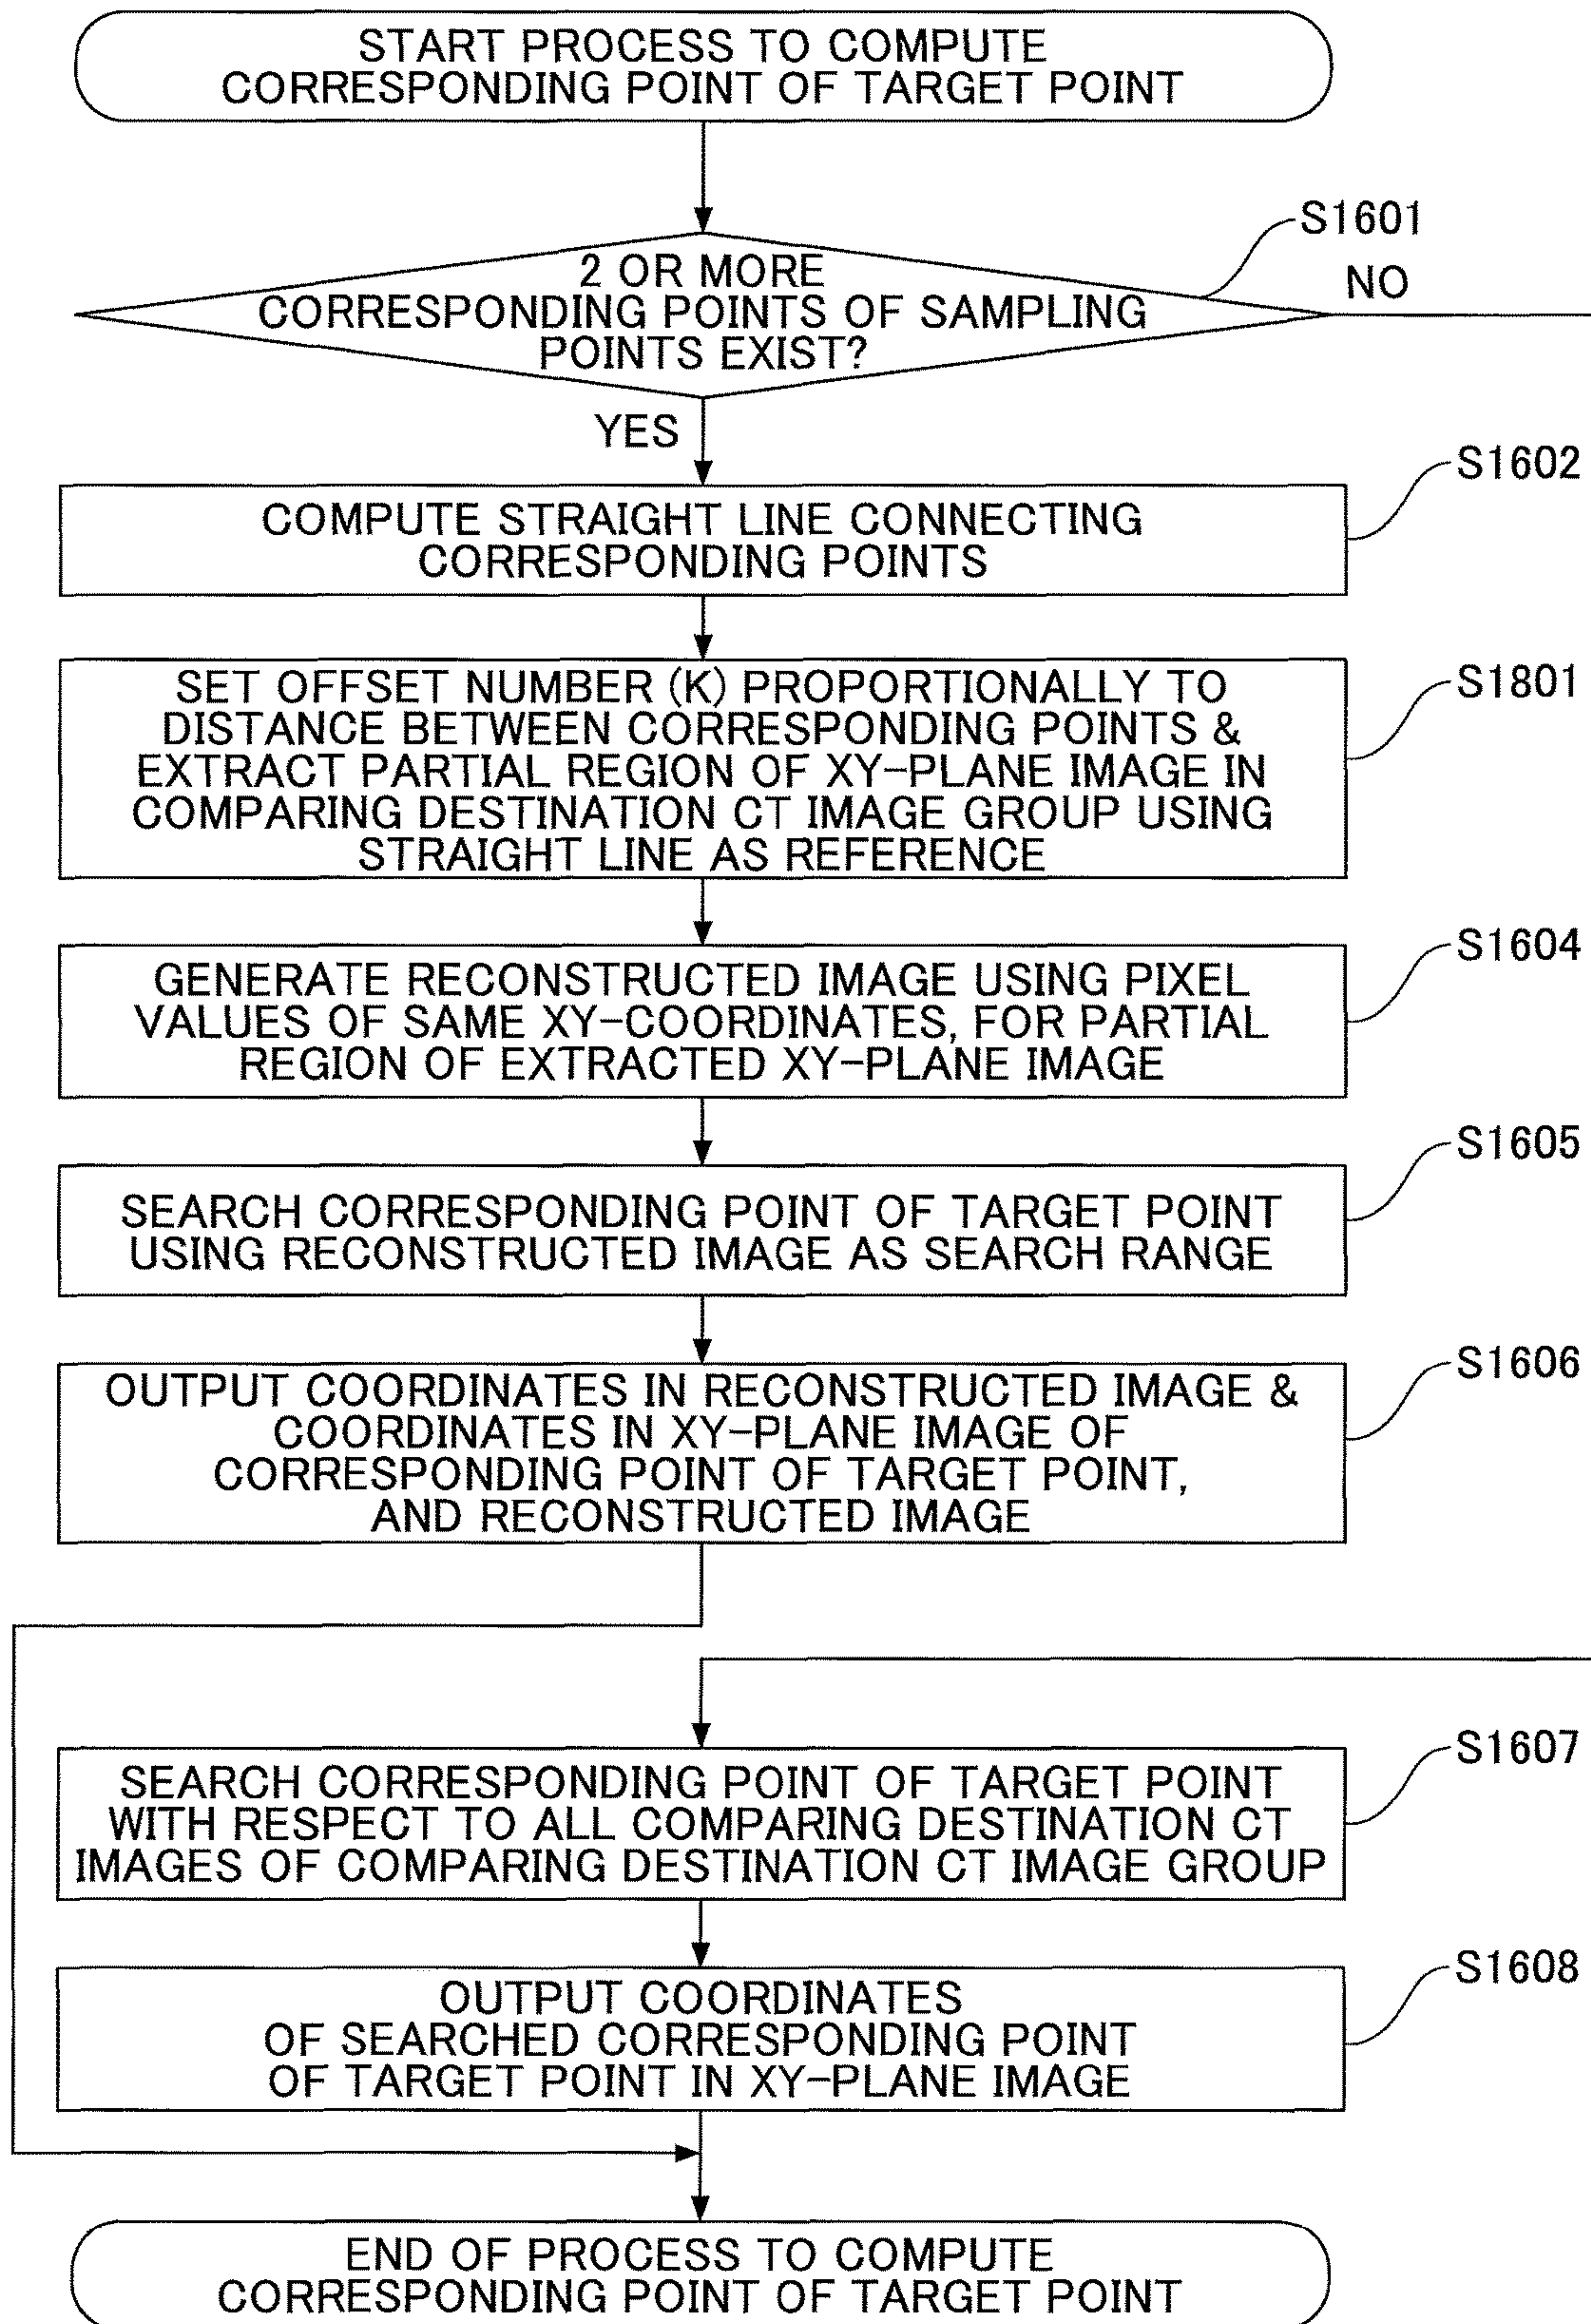 START PROCESS TO COMPUTE
CORRESPONDING POINT OF TARGET POINT
S1601
2 OR MORE
CORRESPONDING POINTS OF SAMPLING
POINTS EXIST?
NO
YES
S1602
COMPUTE STRAIGHT LINE CONNECTING
CORRESPONDING POINTS
S1801
SET OFFSET NUMBER (K) PROPORTIONALLY TO
DISTANCE BETWEEN CORRESPONDING POINTS &
EXTRACT PARTIAL REGION OF XY-PLANE IMAGE IN
COMPARING DESTINATION CT IMAGE GROUP USING
STRAIGHT LINE AS REFERENCE
S1604
GENERATE RECONSTRUCTED IMAGE USING PIXEL
VALUES OF SAME XY-COORDINATES, FOR PARTIAL
REGION OF EXTRACTED XY-PLANE IMAGE
S1605
SEARCH CORRESPONDING POINT OF TARGET POINT
USING RECONSTRUCTED IMAGE AS SEARCH RANGE
S1606
OUTPUT COORDINATES IN RECONSTRUCTED IMAGE &
COORDINATES IN XY-PLANE IMAGE OF
CORRESPONDING POINT OF TARGET POINT,
AND RECONSTRUCTED IMAGE
S1607
SEARCH CORRESPONDING POINT OF TARGET POINT
WITH RESPECT TO ALL COMPARING DESTINATION CT
IMAGES OF COMPARING DESTINATION CT IMAGE GROUP
S1608
OUTPUT COORDINATES
OF SEARCHED CORRESPONDING POINT
OF TARGET POINT IN XY-PLANE IMAGE
END OF PROCESS TO COMPUTE
CORRESPONDING POINT OF TARGET POINT